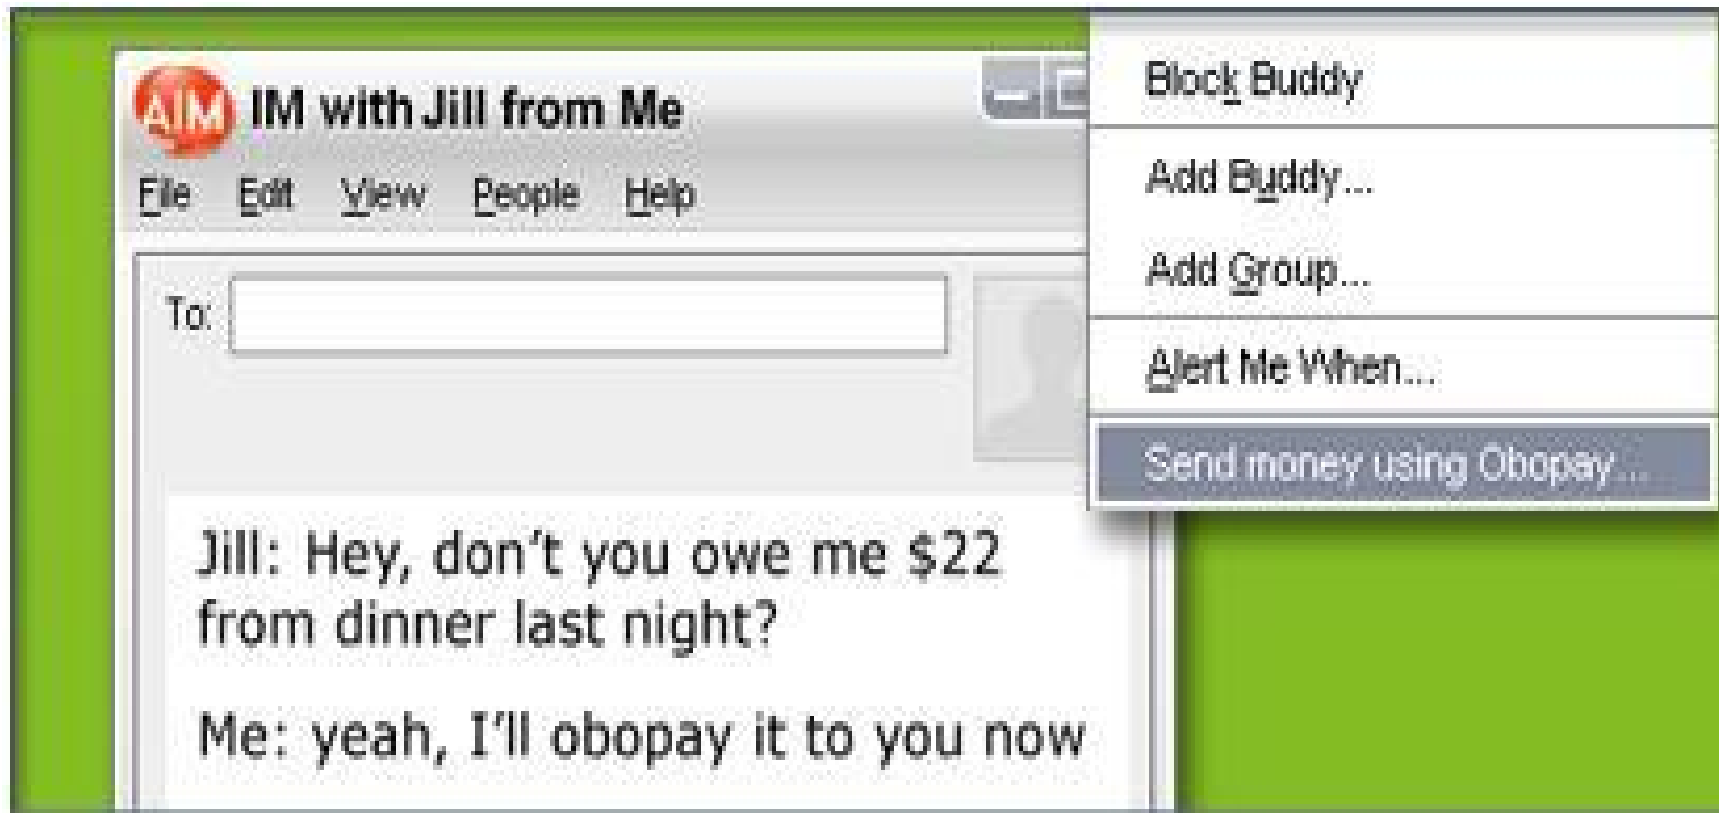 AIM IM with Jill from Me
File Edit View People Help
To:
Jill: Hey, don't you owe me $22
from dinner last night?
Me: yeah, I'll obopay it to you now
Block Buddy
Add Buddy...
Add Group...
Alert Me When...
Send money using Obopay...